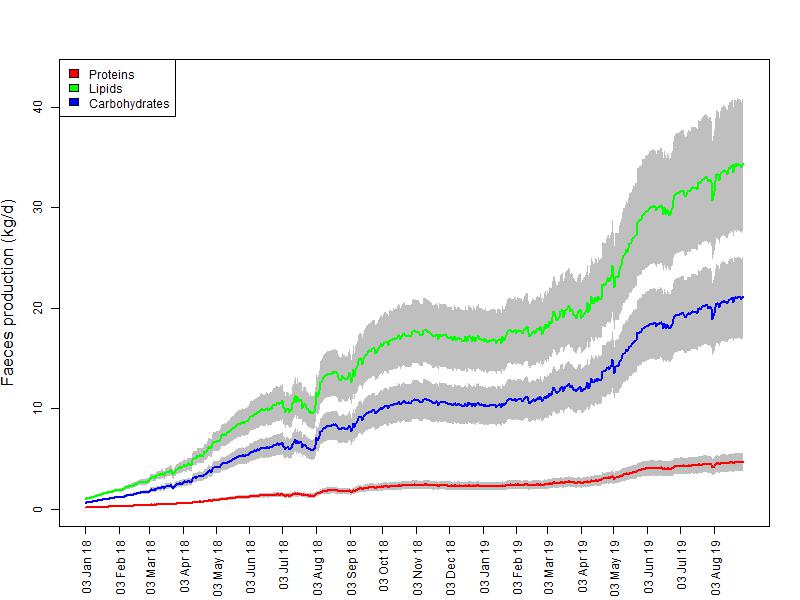 Proteins
Lipids
Carbohydrates
Faeces production (kg/d)
40
30
20
10
0
03 Jan 18
03 Feb 18
03 Mar 18
03 Apr 18
03 May 18
03 Jun 18
03 Jul 18
03 Aug 18
03 Sep 18
03 Oct 18
03 Nov 18
03 Dec 18
03 Jan 19
03 Feb 19
03 Mar 19
03 Apr 19
03 May 19
03 Jun 19
03 Jul 19
03 Aug 19